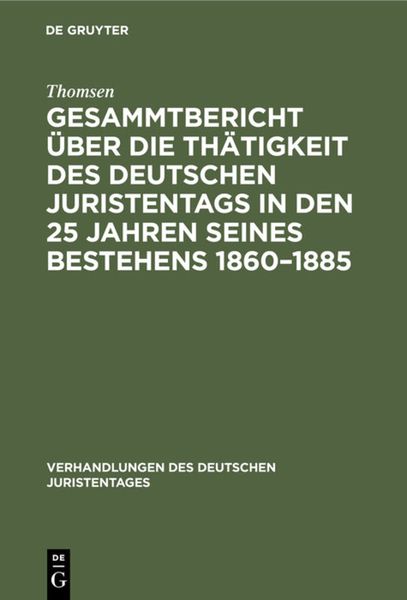 DE GRUYTER
Thomsen
GESAMMTBERICHT
ÜBER DIE THÄTIGKEIT
DES DEUTSCHEN
JURISTENTAGS IN DEN
25 JAHREN SEINES
BESTEHENS 1860–1885
VERHANDLUNGEN DES DEUTSCHEN
JURISTENTAGES
DE
G